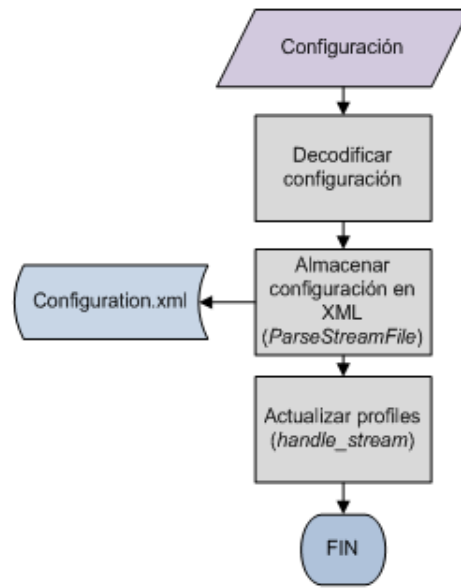 Configuración
Decodificar
configuración
Almacenar
configuración en
XML
(ParseStreamFile)
Configuration.xml
Actualizar profiles
(handle_stream)
FIN